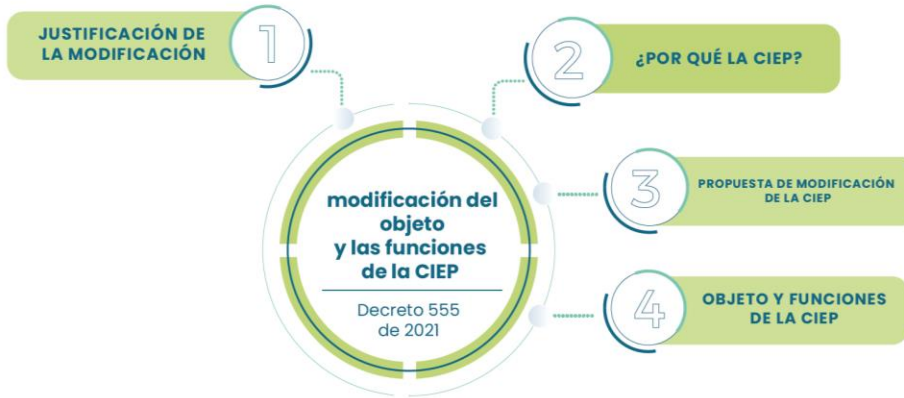 JUSTIFICACIÓN DE
LA MODIFICACIÓN
1
2
¿POR QUÉ LA CIEP?
3
PROPUESTA DE MODIFICACIÓN
DE LA CIEP
4
OBJETO Y FUNCIONES
DE LA CIEP
modificación del
objeto
y las funciones
de la CIEP
Decreto 555
de 2021